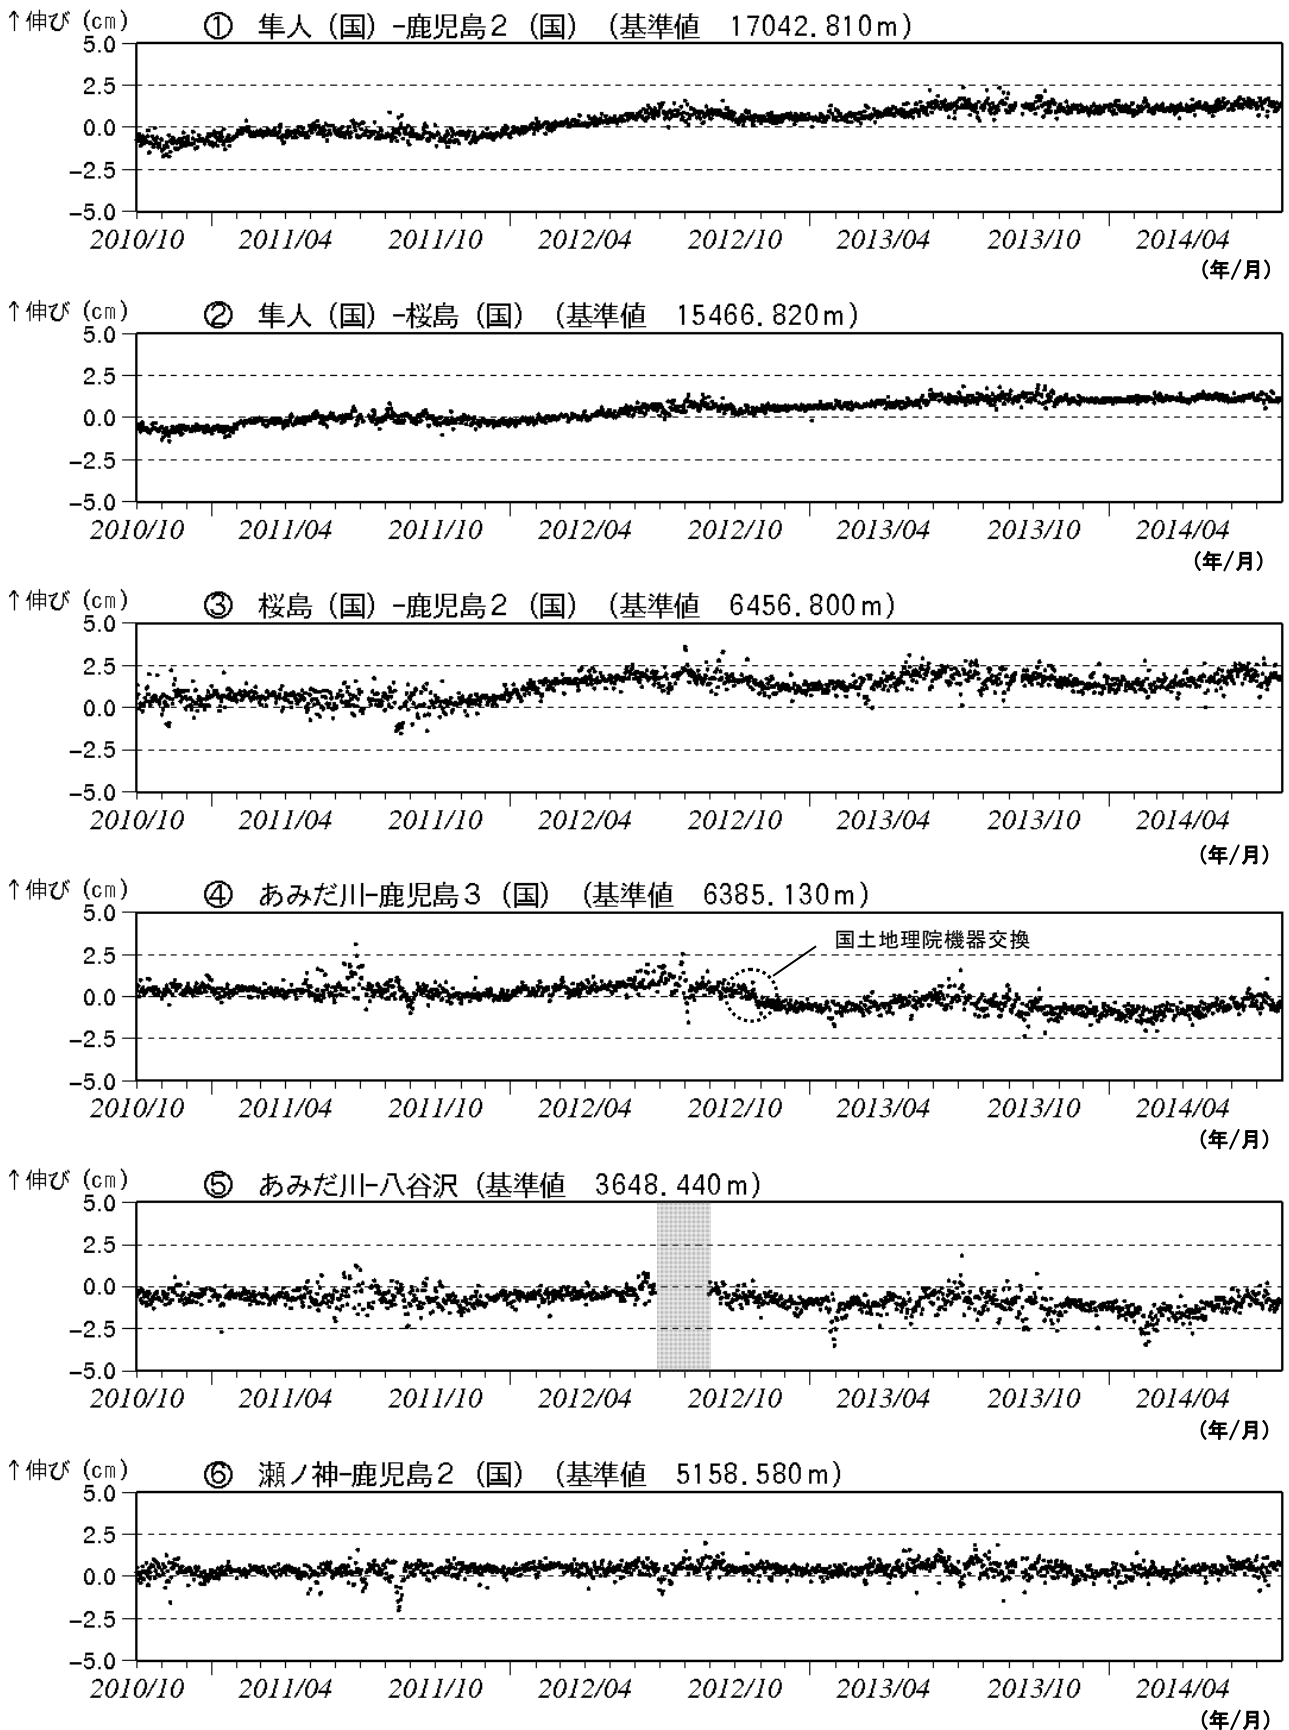 ↑伸び (cm) ① 隼人（国）-鹿児島２（国）（基準値 17042.810m）
5.0
2.5
0.0
-2.5
-5.0
2010/10 2011/04 2011/10 2012/04 2012/10 2013/04 2013/10 2014/04
(年/月)
↑伸び (cm) ② 隼人（国）-桜島（国）（基準値 15466.820m）
5.0
2.5
0.0
-2.5
-5.0
2010/10 2011/04 2011/10 2012/04 2012/10 2013/04 2013/10 2014/04
(年/月)
↑伸び (cm) ③ 桜島（国）-鹿児島２（国）（基準値 6456.800m）
5.0
2.5
0.0
-2.5
-5.0
2010/10 2011/04 2011/10 2012/04 2012/10 2013/04 2013/10 2014/04
(年/月)
↑伸び (cm) ④ あみだ川-鹿児島３（国）（基準値 6385.130m）
5.0
国土地理院機器交換
2.5
0.0
-2.5
-5.0
2010/10 2011/04 2011/10 2012/04 2012/10 2013/04 2013/10 2014/04
(年/月)
↑伸び (cm) ⑤ あみだ川-八谷沢（基準値 3648.440m）
5.0
2.5
0.0
-2.5
-5.0
2010/10 2011/04 2011/10 2012/04 2012/10 2013/04 2013/10 2014/04
(年/月)
↑伸び (cm) ⑥ 瀬ノ神-鹿児島２（国）（基準値 5158.580m）
5.0
2.5
0.0
-2.5
-5.0
2010/10 2011/04 2011/10 2012/04 2012/10 2013/04 2013/10 2014/04
(年/月)